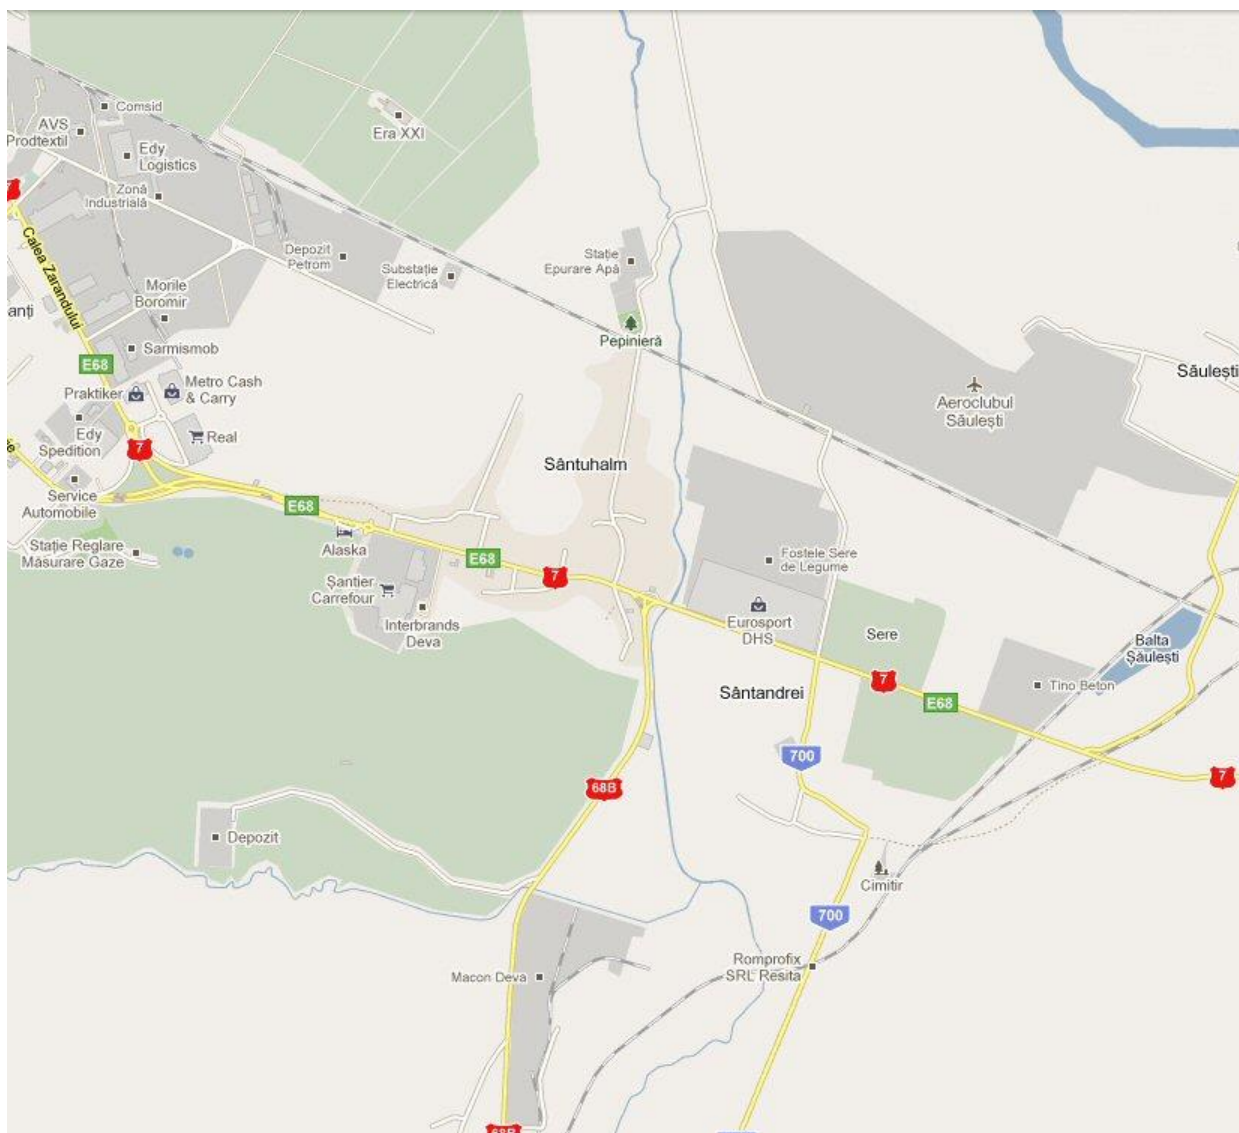 Comsid
AVS
Prodtextil
Edy
Logistics
Era XXI
7
Zonă
Industrială
Calea Zarandului
Depozit
Petrom
Substație
Electrică
Stație
Epurare Apă
Morile
Boromir
anți
Pepinieră
Sarmismob
E68
Săulești
Metro Cash
& Carry
Praktiker
Aeroclubul
Săulești
Edy
Spedition
Real
7
Sântuhalm
Service
Automobile
E68
Alaska
Stație Reglare
Măsurare Gaze
E68
Fostele Sere
de Legume
7
Șantier
Carrefour
Interbrands
Deva
Eurosport
DHS
Sere
Balta
Șăulești
7
Tino Beton
Sântandrei
E68
700
7
68B
Depozit
Cimitir
700
Romprofix
SRL Resita
Macon Deva
68B